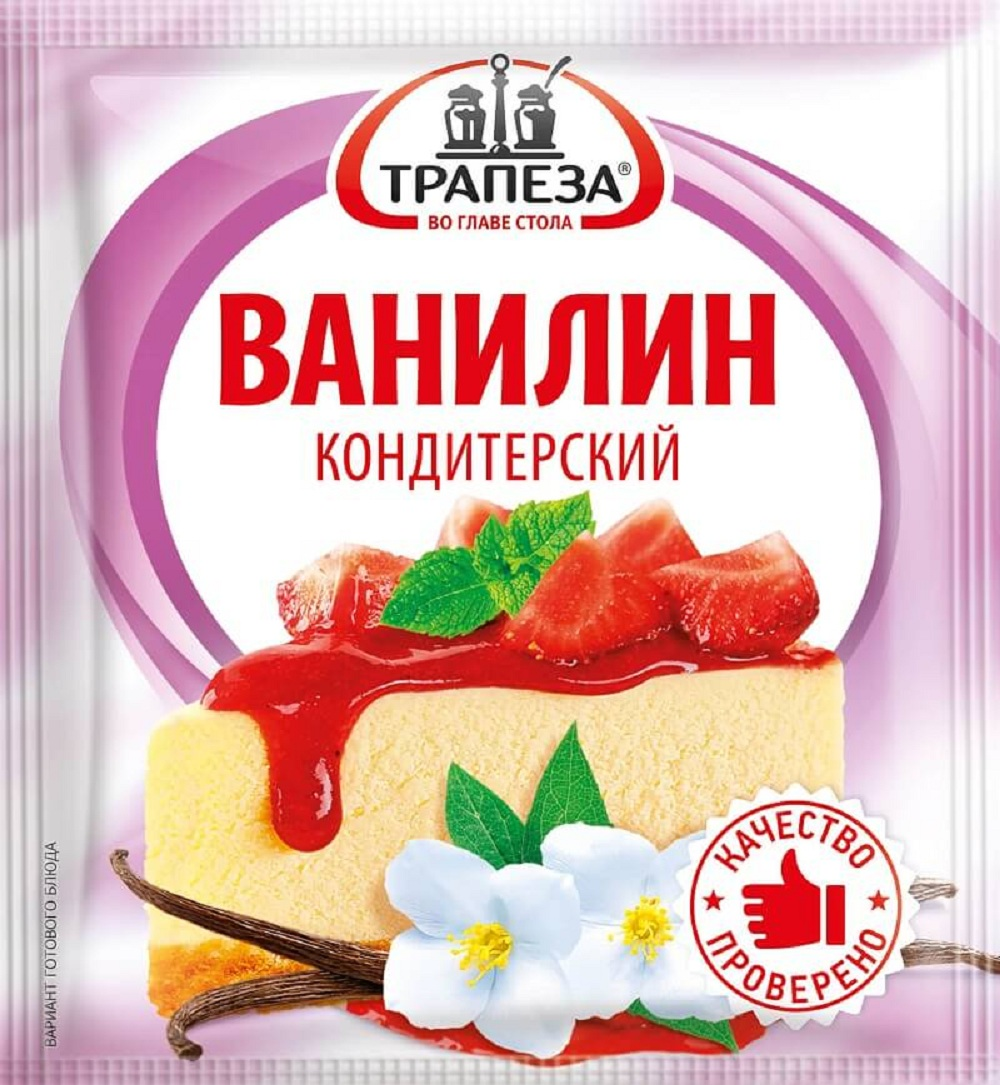 ТРАПЕЗА®
ВО ГЛАВЕ СТОЛА
ВАНИЛИН
КОНДИТЕРСКИЙ
КАЧЕСТВО
ПРОВЕРЕНО
ВАРИАНТ ГОТОВОГО БЛЮДА